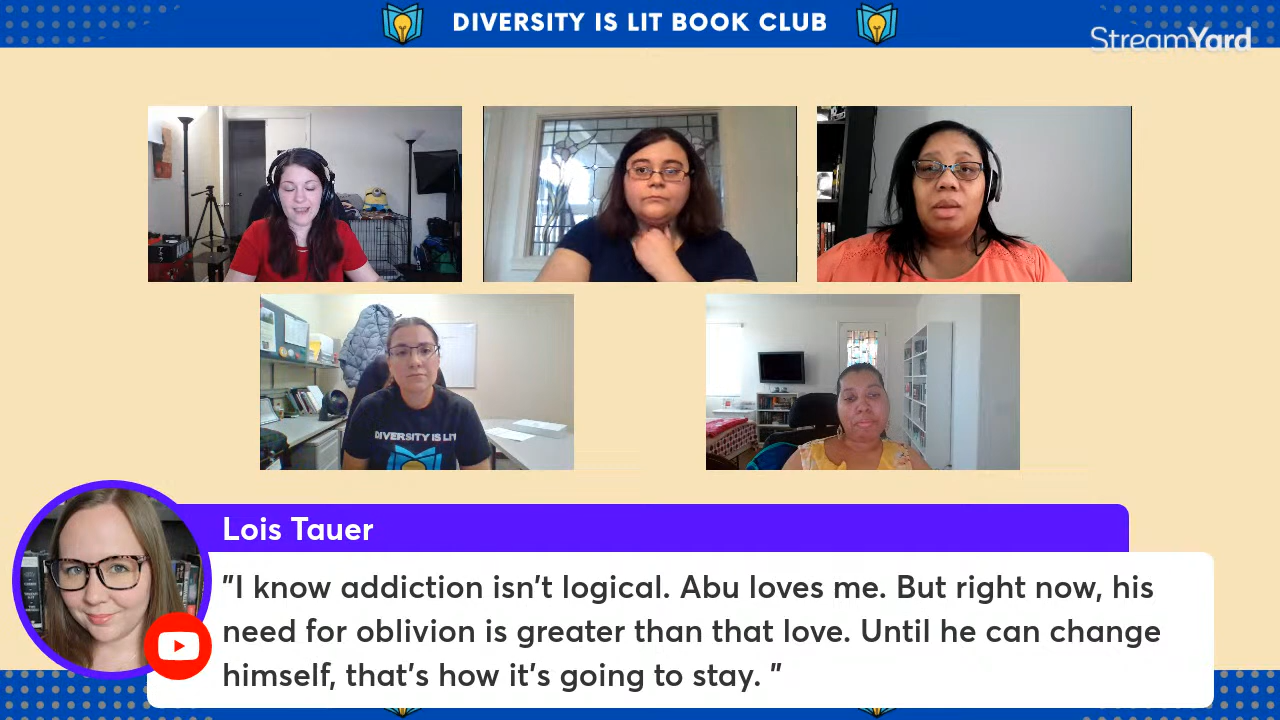 DIVERSITY IS LIT BOOK CLUB
StreamYard
DIVERSITY IS LIT
Lois Tauer
"I know addiction isn't logical. Abu loves me. But right now, his
need for oblivion is greater than that love. Until he can change
himself, that's how it's going to stay. "